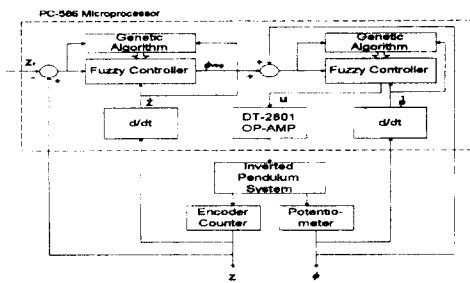 PC-586 Microprocessor
Genetic
Algorithm
Genetic
Algorithm
Zr
Fuzzy Controller
Fuzzy Controller
ż
u
ϕ̇
d/dt
DT-2801
OP-AMP
d/dt
Inverted
Pendulum
System
Encoder
Counter
Potentio-
meter
z
ϕ